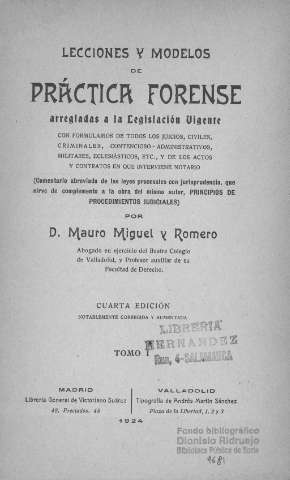 LECCIONES Y MODELOS
DE
PRÁCTICA FORENSE
arregladas a la Legislación Vigente
CON FORMULARIOS DE TODOS LOS JUICIOS, CIVILES,
CRIMINALES, CONTENCIOSO-ADMINISTRATIVOS,
MILITARES, ECLESIÁSTICOS, ETC., Y DE LOS ACTOS
Y CONTRATOS EN QUE INTERVIENE NOTARIO
(Comentario abreviado de las leyes procesales con jurisprudencia, que
sirve de complemento a la obra del mismo autor, PRINCIPIOS DE
PROCEDIMIENTOS JUDICIALES)
POR
D. Mauro Miguel y Romero
Abogado en ejercicio del Ilustre Colegio
de Valladolid, y Profesor auxiliar de su
Facultad de Derecho.
CUARTA EDICIÓN
NOTABLEMENTE CORREGIDA Y AUMENTADA
LIBRERIA
HERNANDEZ
4-SALAMANCA
TOMO I
MADRID
Librería General de Victoriano Suárez
48, Preciados, 48
VALLADOLID
Tipografía de Andrés Martín Sánchez
Plaza de la Libertad, 1, 2 y 3
1924
Fondo bibliográfico
Dionisio Ridruejo
Biblioteca Pública de Soria
9681